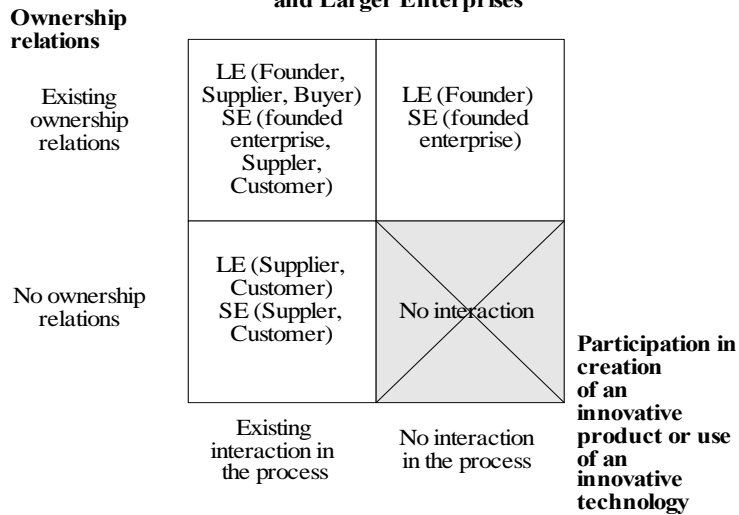 and Larger Enterprises
Ownership
relations
Existing
ownership
relations
LE (Founder,
Supplier, Buyer)
SE (founded
enterprise,
Suppler,
Customer)
LE (Founder)
SE (founded
enterprise)
No ownership
relations
LE (Supplier,
Customer)
SE (Suppler,
Customer)
No interaction
Participation in
creation
of an
innovative
product or use
of an
innovative
technology
Existing
interaction in
the process
No interaction
in the process